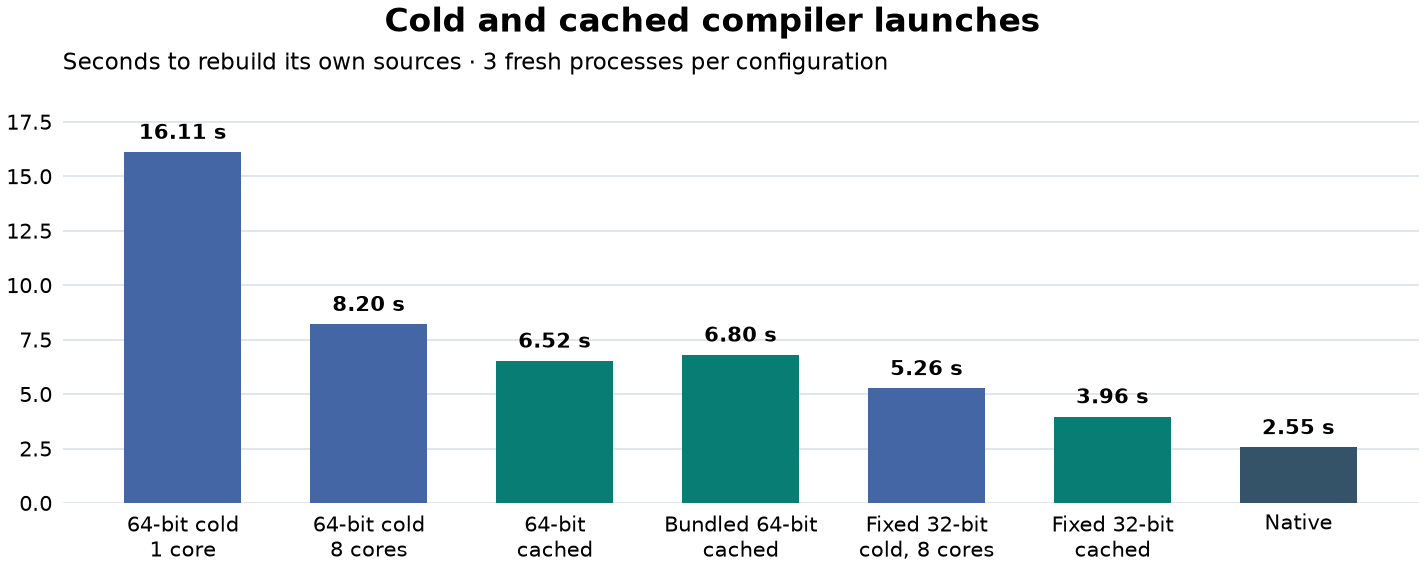 Cold and cached compiler launches
Seconds to rebuild its own sources · 3 fresh processes per configuration
17.5
15.0
12.5
10.0
7.5
5.0
2.5
0.0
16.11 s
8.20 s
6.52 s
6.80 s
5.26 s
3.96 s
2.55 s
64-bit cold
1 core
64-bit cold
8 cores
64-bit
cached
Bundled 64-bit
cached
Fixed 32-bit
cold, 8 cores
Fixed 32-bit
cached
Native